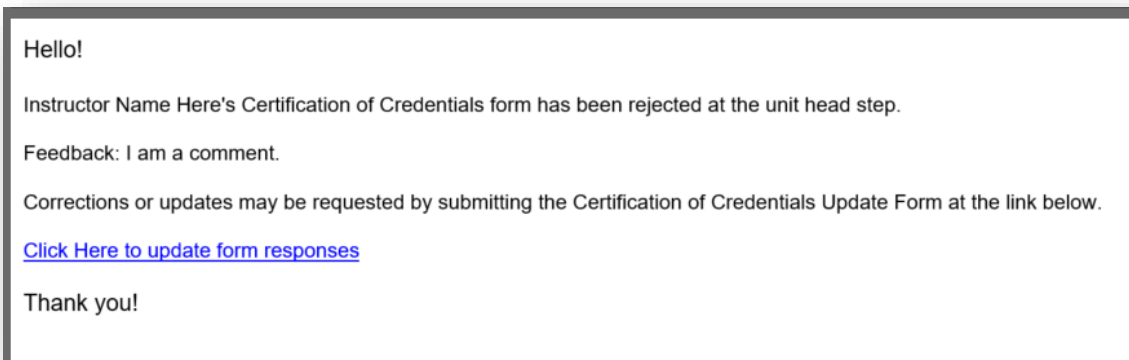 Hello!
Instructor Name Here's Certification of Credentials form has been rejected at the unit head step.
Feedback: I am a comment.
Corrections or updates may be requested by submitting the Certification of Credentials Update Form at the link below.
Click Here to update form responses
Thank you!